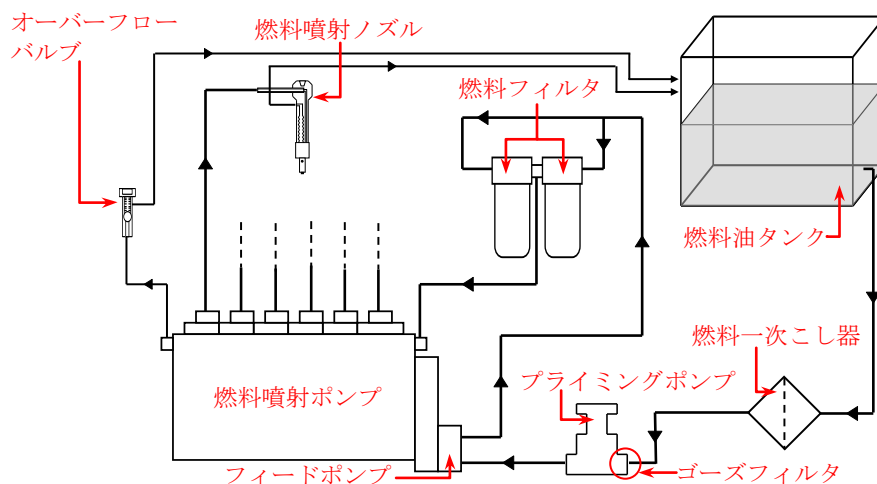 オーバーフロー
バルブ
燃料噴射ノズル
燃料フィルタ
燃料油タンク
燃料一次こし器
プライミングポンプ
燃料噴射ポンプ
フィードポンプ
ゴーズフィルタ